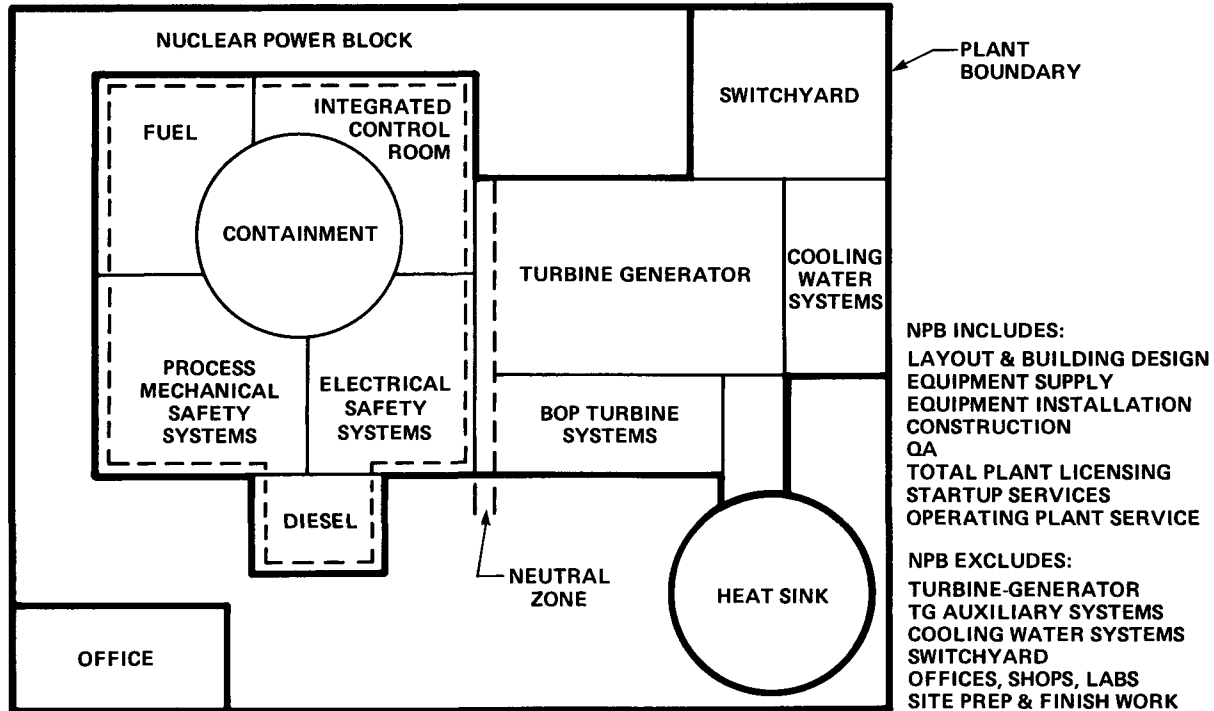 NUCLEAR POWER BLOCK
PLANT
BOUNDARY
SWITCHYARD
FUEL
INTEGRATED
CONTROL
ROOM
CONTAINMENT
TURBINE GENERATOR
COOLING
WATER
SYSTEMS
PROCESS
MECHANICAL
SAFETY
SYSTEMS
ELECTRICAL
SAFETY
SYSTEMS
BOP TURBINE
SYSTEMS
DIESEL
NEUTRAL
ZONE
HEAT SINK
OFFICE
NPB INCLUDES:
LAYOUT & BUILDING DESIGN
EQUIPMENT SUPPLY
EQUIPMENT INSTALLATION
CONSTRUCTION
QA
TOTAL PLANT LICENSING
STARTUP SERVICES
OPERATING PLANT SERVICE
NPB EXCLUDES:
TURBINE-GENERATOR
TG AUXILIARY SYSTEMS
COOLING WATER SYSTEMS
SWITCHYARD
OFFICES, SHOPS, LABS
SITE PREP & FINISH WORK